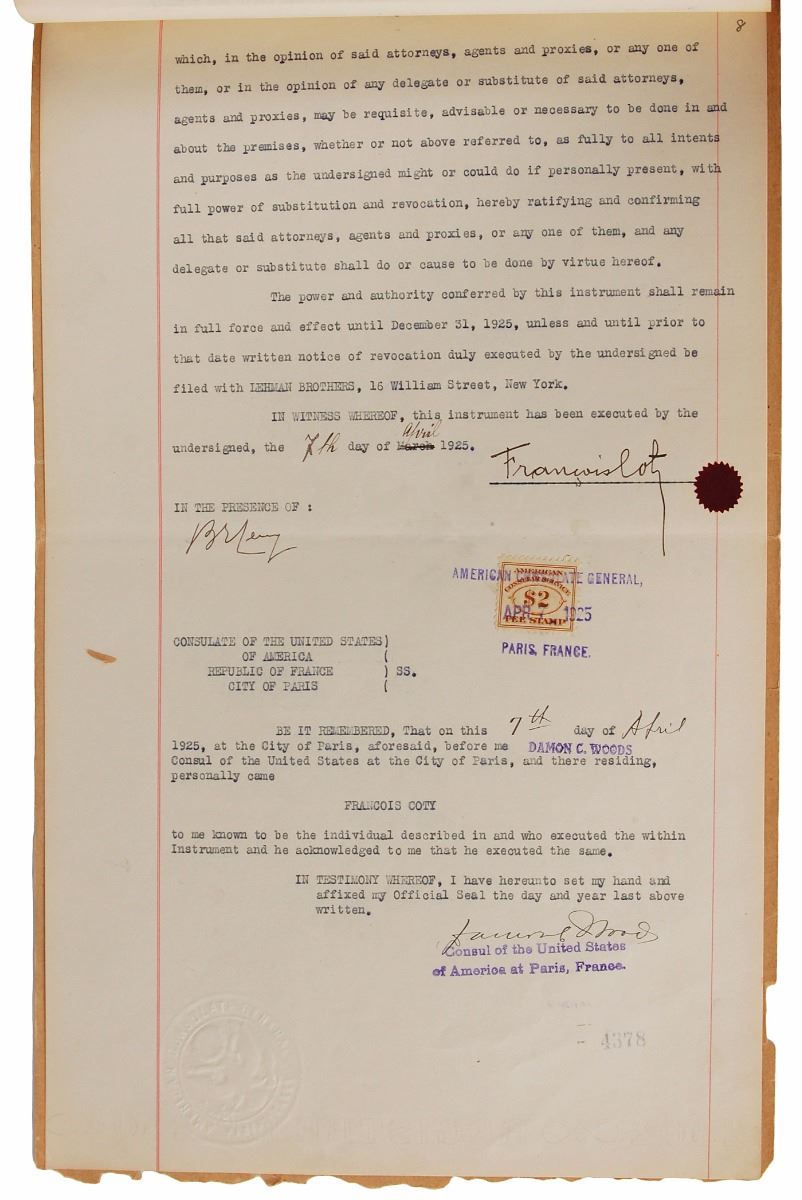 8
which, in the opinion of said attorneys, agents and proxies, or any one of
them, or in the opinion of any delegate or substitute of said attorneys,
agents and proxies, may be requisite, advisable or necessary to be done in and
about the premises, whether or not above referred to, as fully to all intents
and purposes as the undersigned might or could do if personally present, with
full power of substitution and revocation, hereby ratifying and confirming
all that said attorneys, agents and proxies, or any one of them, and any
delegate or substitute shall do or cause to be done by virtue hereof.
The power and authority conferred by this instrument shall remain
in full force and effect until December 31, 1925, unless and until prior to
that date written notice of revocation duly executed by the undersigned be
filed with LEHMAN BROTHERS, 16 William Street, New York.
IN WITNESS WHEREOF, this instrument has been executed by the
April
undersigned, the 7th day of March 1925.
François Coty
IN THE PRESENCE OF :
AMERICAN CONSULATE GENERAL,
AMERICAN
CONSULAR SERVICE
$2
APR 7 1925
FEE STAMP
PARIS, FRANCE.
CONSULATE OF THE UNITED STATES)
OF AMERICA (
REPUBLIC OF FRANCE ) SS.
CITY OF PARIS (
BE IT REMEMBERED, That on this 7th day of April
1925, at the City of Paris, aforesaid, before me DAMON C. WOODS
Consul of the United States at the City of Paris, and there residing,
personally came
FRANCOIS COTY
to me known to be the individual described in and who executed the within
Instrument and he acknowledged to me that he executed the same.
IN TESTIMONY WHEREOF, I have hereunto set my hand and
affixed my Official Seal the day and year last above
written.
Damon C Woods
Consul of the United States
of America at Paris, France.
4378